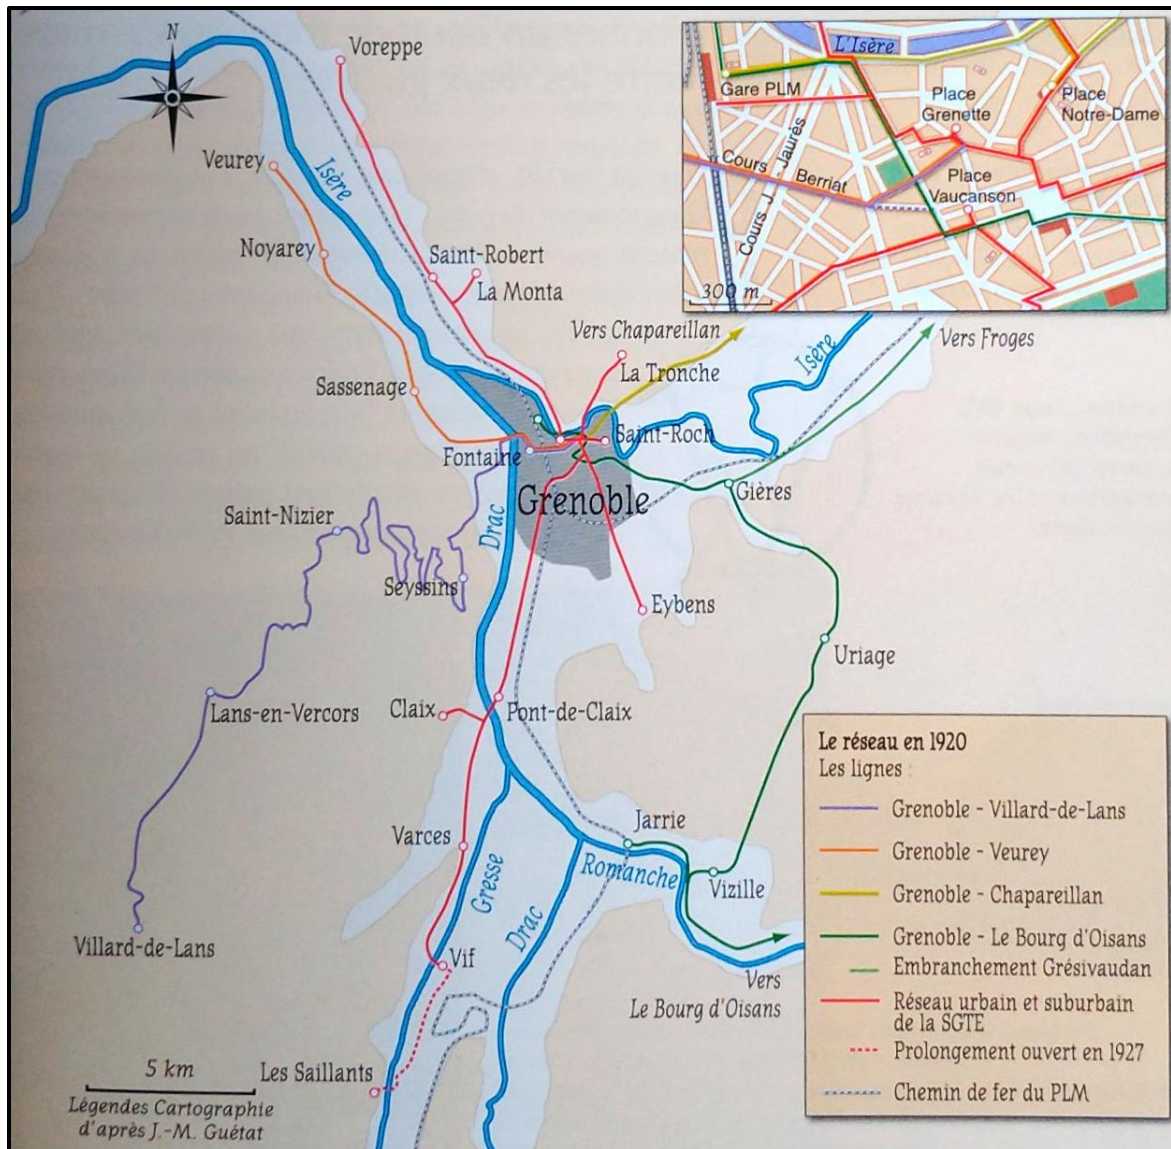 N
Voreppe
Veurey
Isère
Noyarey
Saint-Robert
La Monta
Vers Chapareillan
Isère
Vers Froges
La Tronche
Sassenage
Saint-Roch
Fontaine
Gières
Grenoble
Saint-Nizier
Drac
Seyssins
Eybens
Uriage
Lans-en-Vercors
Claix
Pont-de-Claix
Jarrie
Varces
Gresse
Romanche
Vizille
Drac
Villard-de-Lans
Vif
Vers
Le Bourg d'Oisans
Les Saillants
5 km
Légendes Cartographie
d'après J.-M. Guétat
L'Isère
Gare PLM
Place
Grenette
Place
Notre-Dame
Cours J. Jaurès
Cours Berriat
Place
Vaucanson
300 m
Le réseau en 1920
Les lignes :
Grenoble - Villard-de-Lans
Grenoble - Veurey
Grenoble - Chapareillan
Grenoble - Le Bourg d'Oisans
Embranchement Grésivaudan
Réseau urbain et suburbain
de la SGTE
Prolongement ouvert en 1927
Chemin de fer du PLM